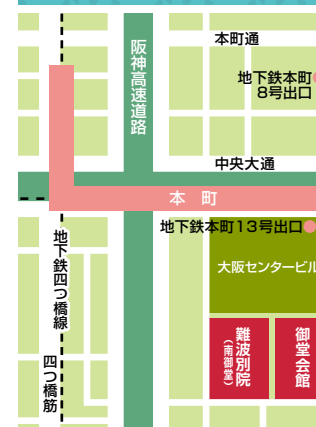 本町通
阪神高速道路
地下鉄本町
8号出口
中央大通
本町
地下鉄本町13号出口
地下鉄四つ橋線
大阪センタービル
難波別院
(南御堂)
御堂会館
四つ橋筋